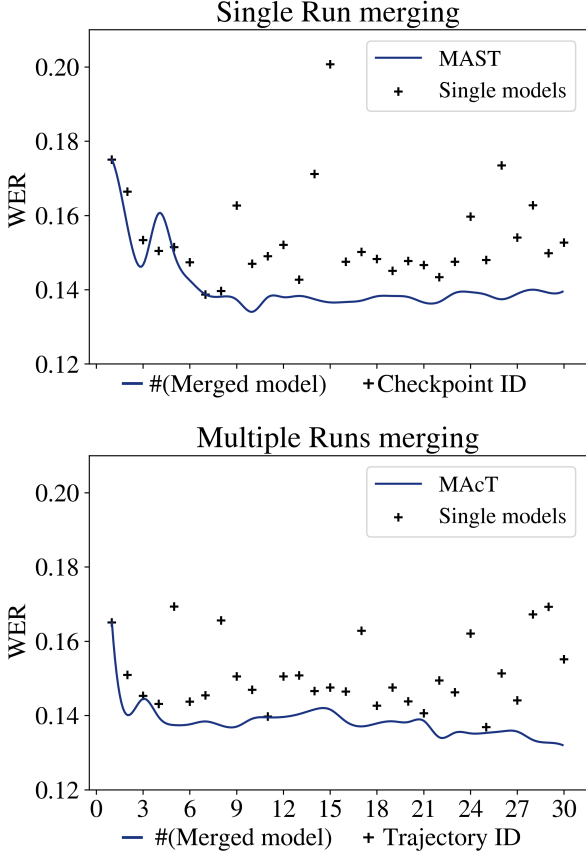 Single Run merging
0.20
0.18
0.16
0.14
0.12
WER
MAST
Single models
#(Merged model) +Checkpoint ID
Multiple Runs merging
0.20
0.18
0.16
0.14
0.12
WER
MAcT
Single models
0 3 6 9 12 15 18 21 24 27 30
#(Merged model) + Trajectory ID